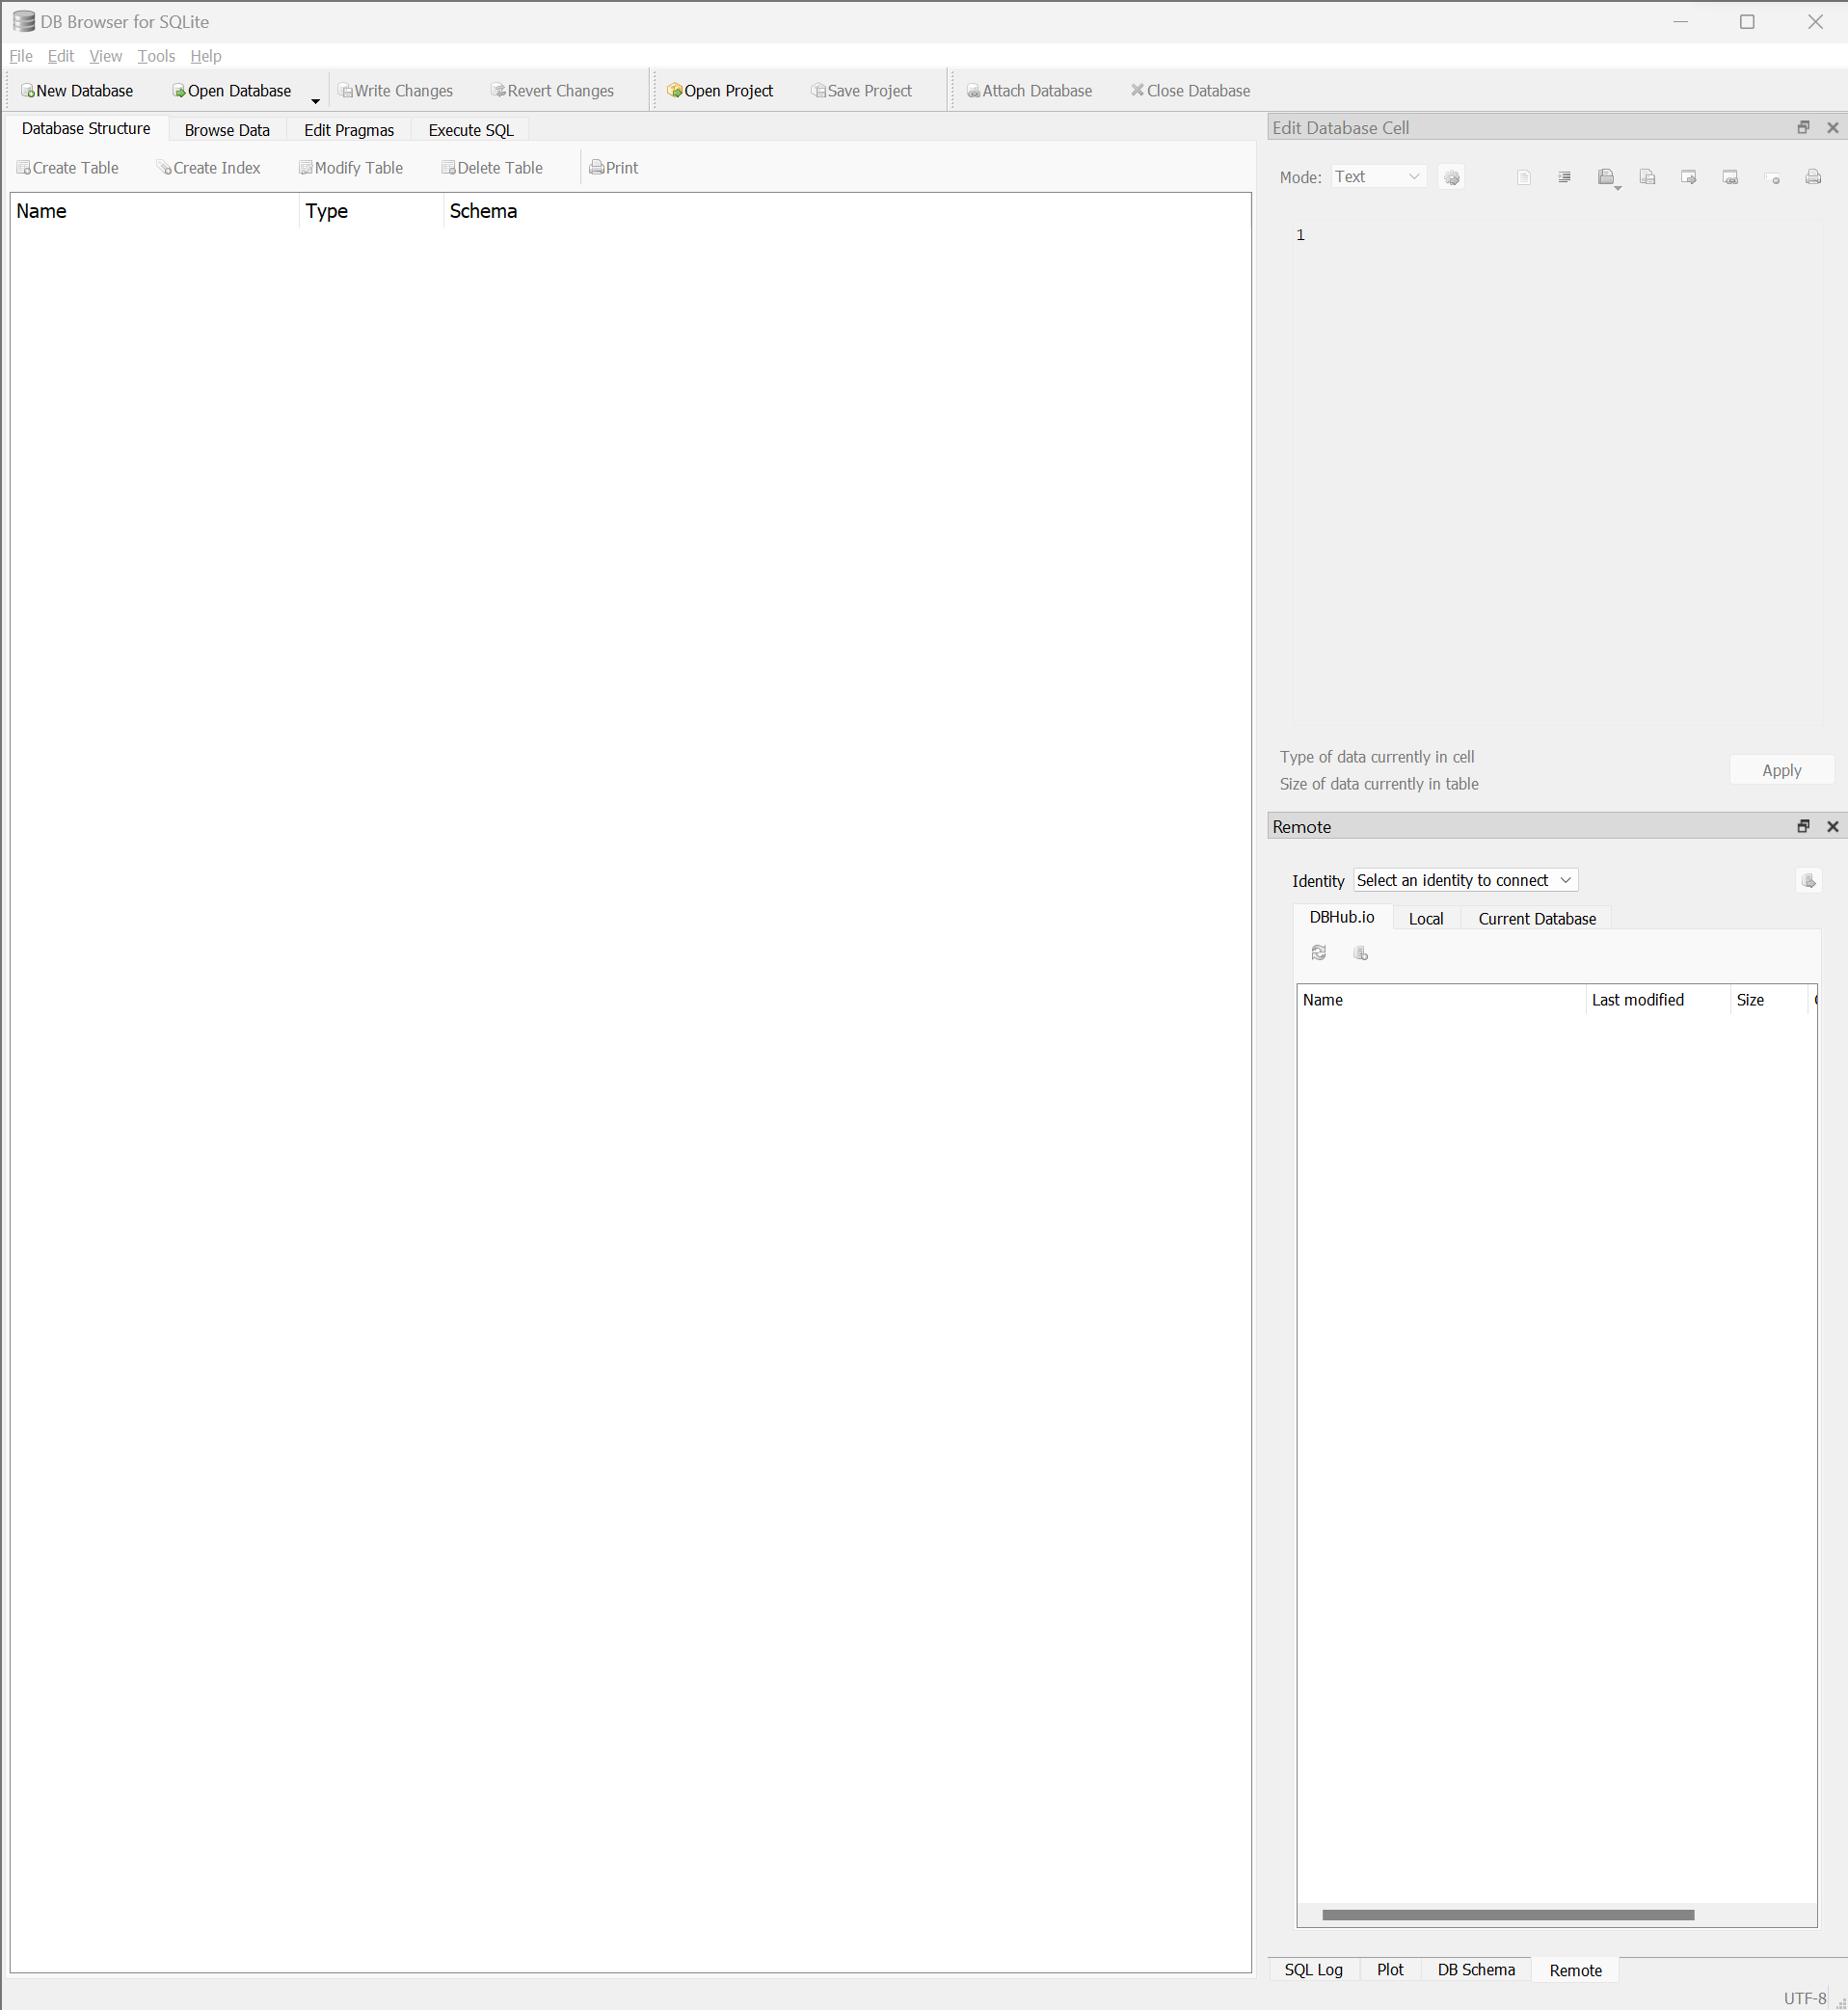 DB Browser for SQLite
File Edit View Tools Help
New Database Open Database Write Changes Revert Changes Open Project Save Project Attach Database Close Database
Database Structure Browse Data Edit Pragmas Execute SQL
Create Table Create Index Modify Table Delete Table Print
Name Type Schema
Edit Database Cell
Mode: Text
1
Type of data currently in cell
Size of data currently in table
Apply
Remote
Identity Select an identity to connect
DBHub.io Local Current Database
Name Last modified Size
SQL Log Plot DB Schema Remote
UTF-8